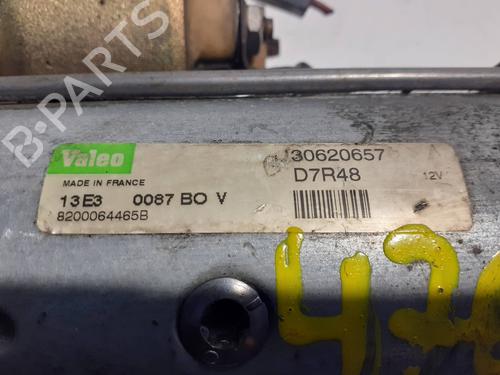 B-PARTS
Valeo
MADE IN FRANCE
13E3 0087 BO V
8200064465B
30620657
D7R48
12V